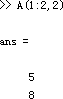 >> A(1:2,2)
ans =
5
8